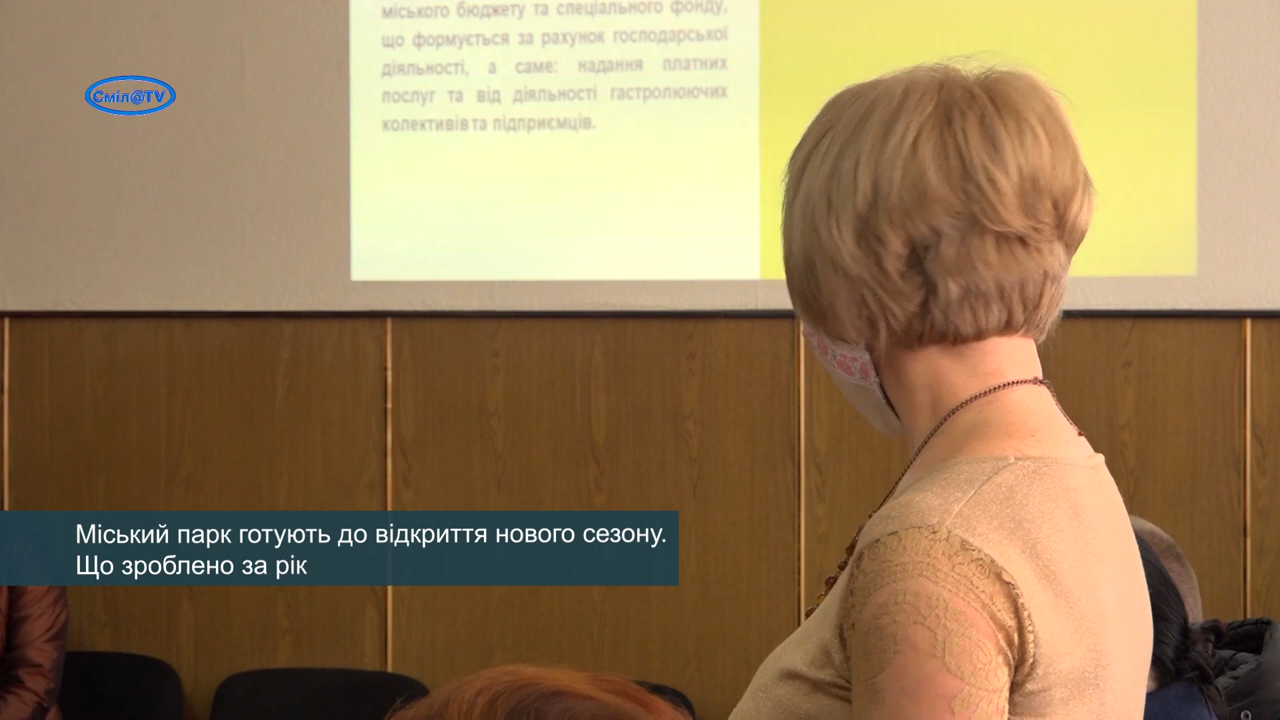 міського бюджету та спеціального фонду,
що формується за рахунок господарської
діяльності, а саме: надання платних
послуг та від діяльності гастролюючих
колективів та підприємців.
Сміл@TV
Міський парк готують до відкриття нового сезону.
Що зроблено за рік